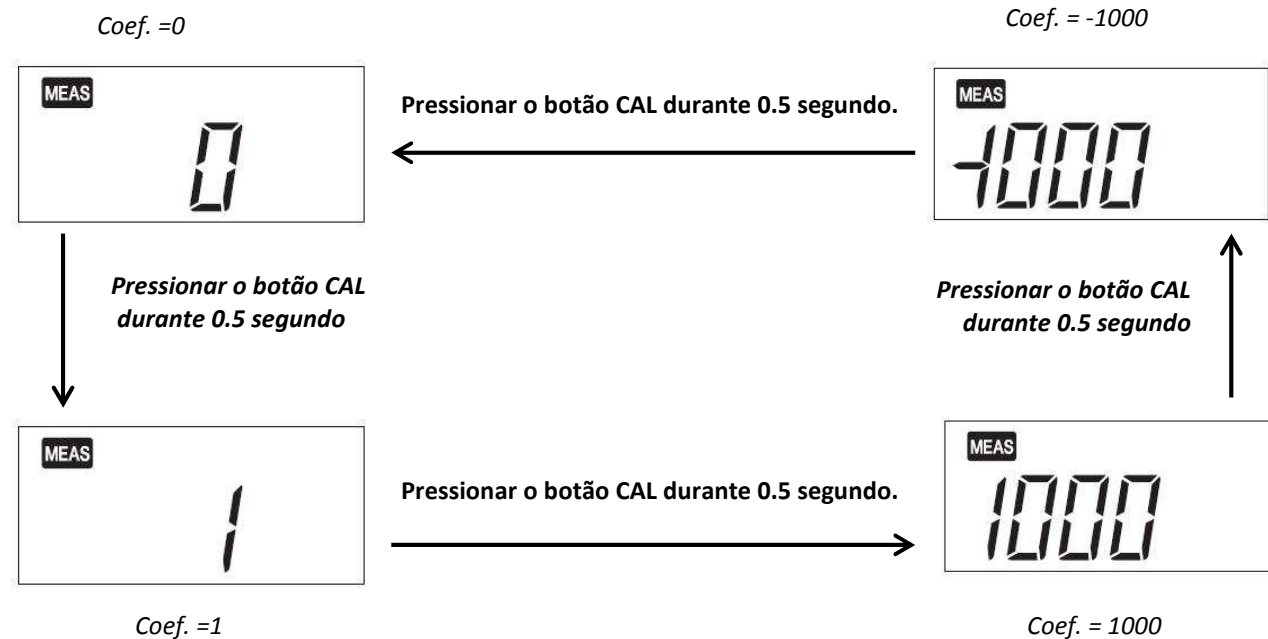 Coef. =0
Coef. = -1000
MEAS
0
Pressionar o botão CAL durante 0.5 segundo.
MEAS
-1000
Pressionar o botão CAL
durante 0.5 segundo
Pressionar o botão CAL
durante 0.5 segundo
MEAS
1
Pressionar o botão CAL durante 0.5 segundo.
MEAS
1000
Coef. =1
Coef. = 1000